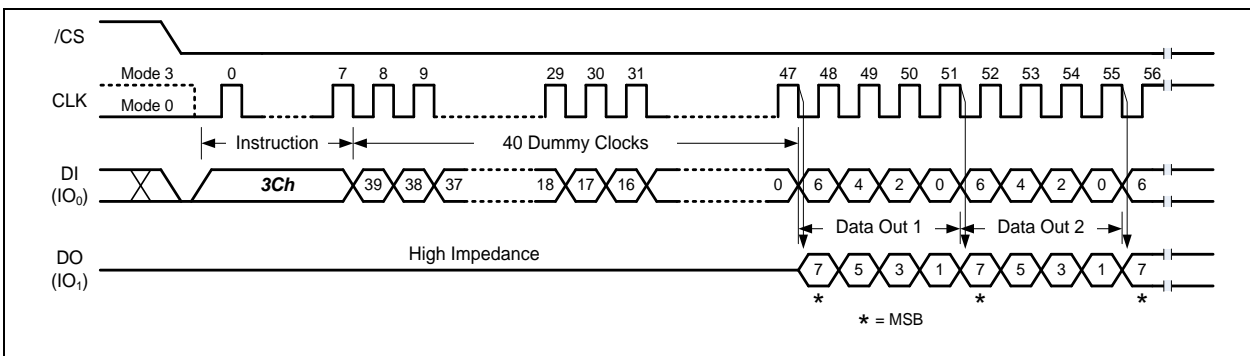 /CS
Mode 3 0 7 8 9 29 30 31 47 48 49 50 51 52 53 54 55 56
CLK
Mode 0
Instruction 40 Dummy Clocks
DI
(IO₀)
3Ch 39 38 37 18 17 16 0 6 4 2 0 6 4 2 0 6
Data Out 1 Data Out 2
DO
(IO₁)
High Impedance
7 5 3 1 7 5 3 1 7
* * *
* = MSB